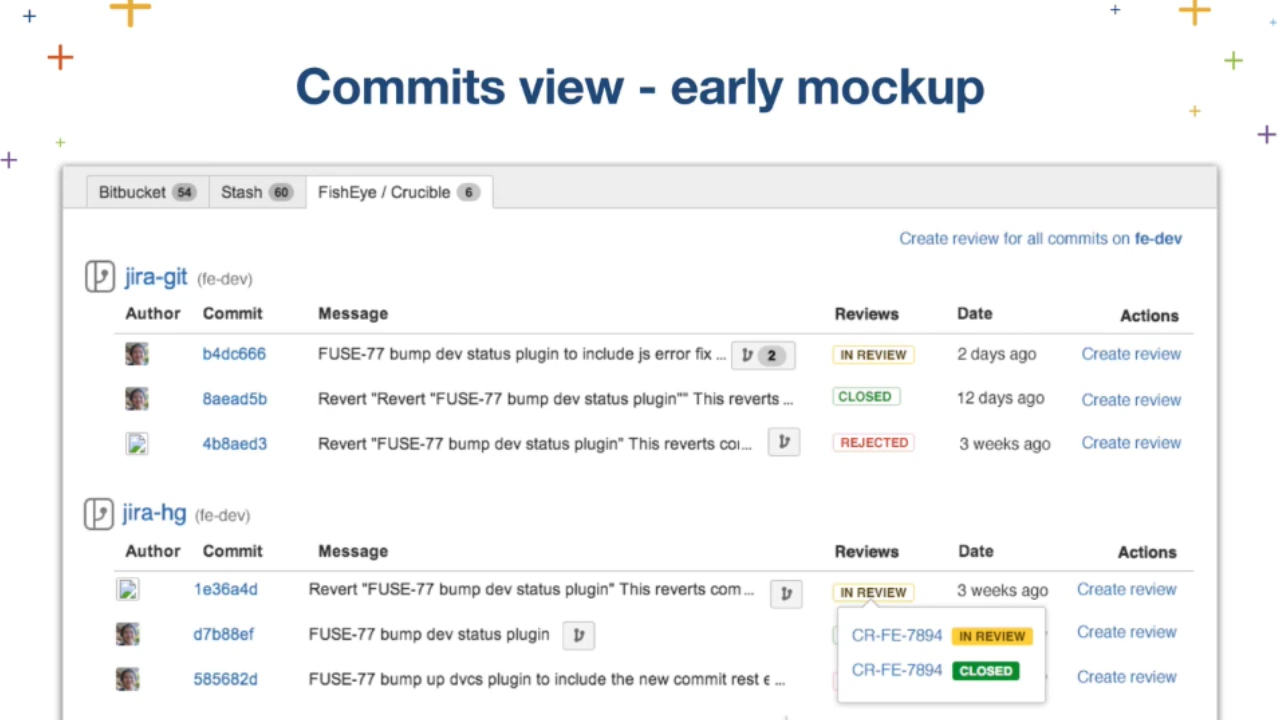 Commits view - early mockup
Bitbucket 54 Stash 60 FishEye / Crucible 6
Create review for all commits on fe-dev
jira-git (fe-dev)
Author Commit Message Reviews Date Actions
b4dc666 FUSE-77 bump dev status plugin to include js error fix ... 2 IN REVIEW 2 days ago Create review
8aead5b Revert "Revert "FUSE-77 bump dev status plugin"" This reverts ... CLOSED 12 days ago Create review
4b8aed3 Revert "FUSE-77 bump dev status plugin" This reverts co... REJECTED 3 weeks ago Create review
jira-hg (fe-dev)
Author Commit Message Reviews Date Actions
1e36a4d Revert "FUSE-77 bump dev status plugin" This reverts com... IN REVIEW 3 weeks ago Create review
d7b88ef FUSE-77 bump dev status plugin Create review
CR-FE-7894 IN REVIEW
CR-FE-7894 CLOSED
585682d FUSE-77 bump up dvcs plugin to include the new commit rest e ... Create review